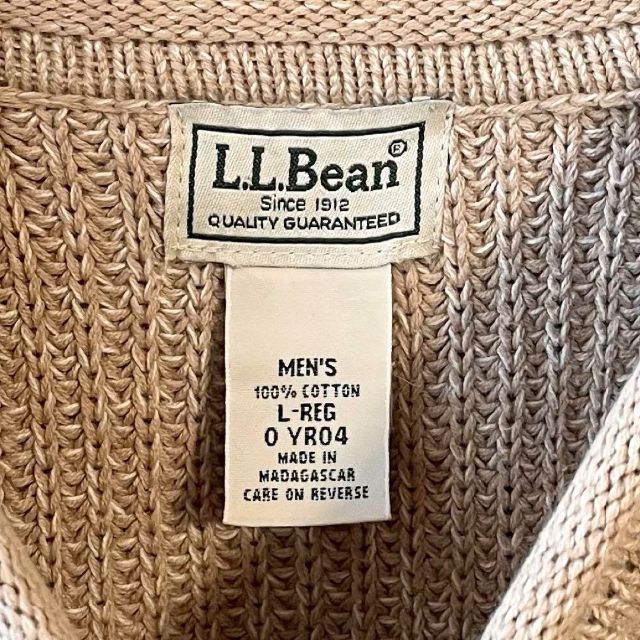 L.L.Bean®
Since 1912
QUALITY GUARANTEED
MEN'S
100% COTTON
L-REG
0 YR04
MADE IN
MADAGASCAR
CARE ON REVERSE